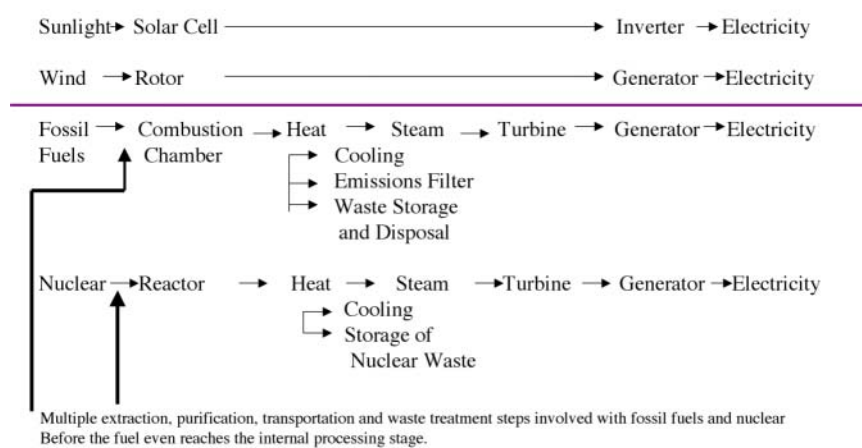 Sunlight Solar Cell Inverter Electricity
Wind Rotor Generator Electricity
Fossil Combustion Heat Steam Turbine Generator Electricity
Fuels Chamber Cooling
Emissions Filter
Waste Storage
and Disposal
Nuclear Reactor Heat Steam Turbine Generator Electricity
Cooling
Storage of
Nuclear Waste
Multiple extraction, purification, transportation and waste treatment steps involved with fossil fuels and nuclear
Before the fuel even reaches the internal processing stage.